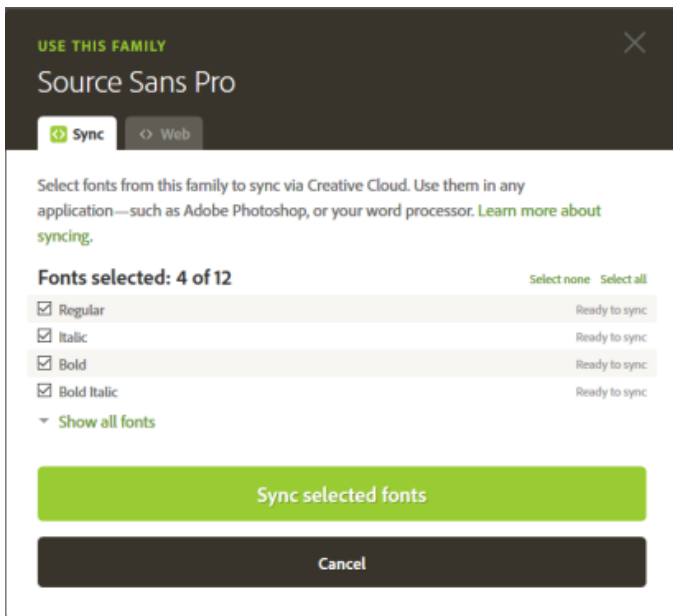 USE THIS FAMILY
Source Sans Pro
Sync
Web
Select fonts from this family to sync via Creative Cloud. Use them in any
application—such as Adobe Photoshop, or your word processor. Learn more about
syncing.
Fonts selected: 4 of 12 Select none Select all
Regular Ready to sync
Italic Ready to sync
Bold Ready to sync
Bold Italic Ready to sync
Show all fonts
Sync selected fonts
Cancel